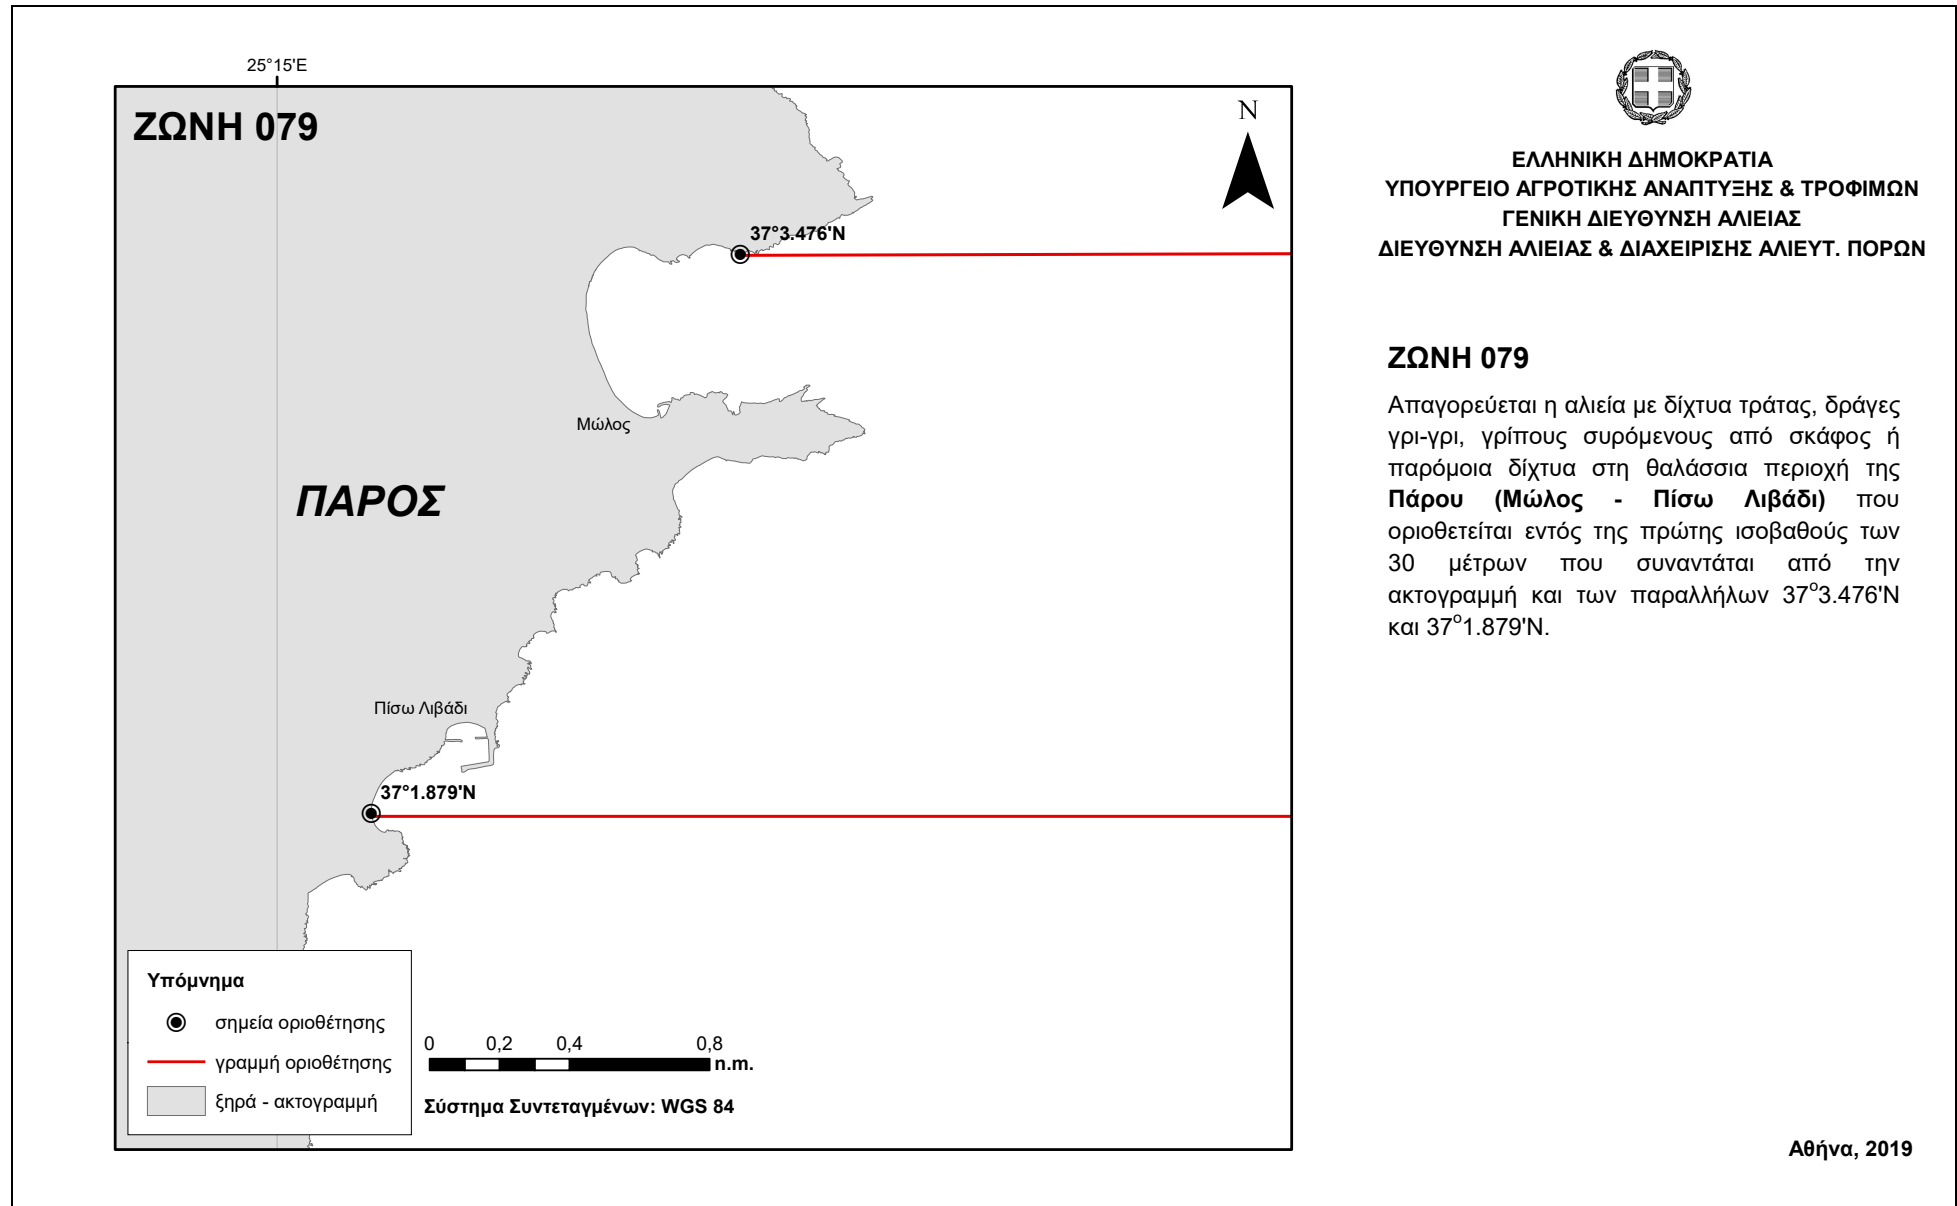 25°15'E
ΖΩΝΗ 079
N
37°3.476'N
Μώλος
ΠΑΡΟΣ
Πίσω Λιβάδι
37°1.879'N
Υπόμνημα
σημεία οριοθέτησης
γραμμή οριοθέτησης
ξηρά - ακτογραμμή
0 0,2 0,4 0,8
n.m.
Σύστημα Συντεταγμένων: WGS 84
ΕΛΛΗΝΙΚΗ ΔΗΜΟΚΡΑΤΙΑ
ΥΠΟΥΡΓΕΙΟ ΑΓΡΟΤΙΚΗΣ ΑΝΑΠΤΥΞΗΣ & ΤΡΟΦΙΜΩΝ
ΓΕΝΙΚΗ ΔΙΕΥΘΥΝΣΗ ΑΛΙΕΙΑΣ
ΔΙΕΥΘΥΝΣΗ ΑΛΙΕΙΑΣ & ΔΙΑΧΕΙΡΙΣΗΣ ΑΛΙΕΥΤ. ΠΟΡΩΝ
ΖΩΝΗ 079
Απαγορεύεται η αλιεία με δίχτυα τράτας, δράγες
γρι-γρι, γρίπους συρόμενους από σκάφος ή
παρόμοια δίχτυα στη θαλάσσια περιοχή της
Πάρου (Μώλος - Πίσω Λιβάδι) που
οριοθετείται εντός της πρώτης ισοβαθούς των
30 μέτρων που συναντάται από την
ακτογραμμή και των παραλλήλων 37°3.476'N
και 37°1.879'N.
Αθήνα, 2019